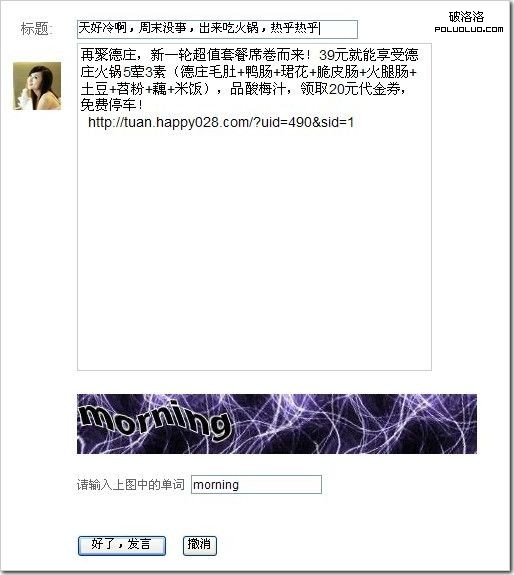 破洛洛
POLUOLUO.COM
标题:
天好冷啊，周末没事，出来吃火锅，热乎热乎
再聚德庄，新一轮超值套餐席卷而来！39元就能享受德
庄火锅5荤3素（德庄毛肚+鸭肠+珺花+脆皮肠+火腿肠+
土豆+苕粉+藕+米饭），品酸梅汁，领取20元代金券，
免费停车！
http://tuan.happy028.com/?uid=490&sid=1
morning
请输入上图中的单词
morning
好了，发言
撤消